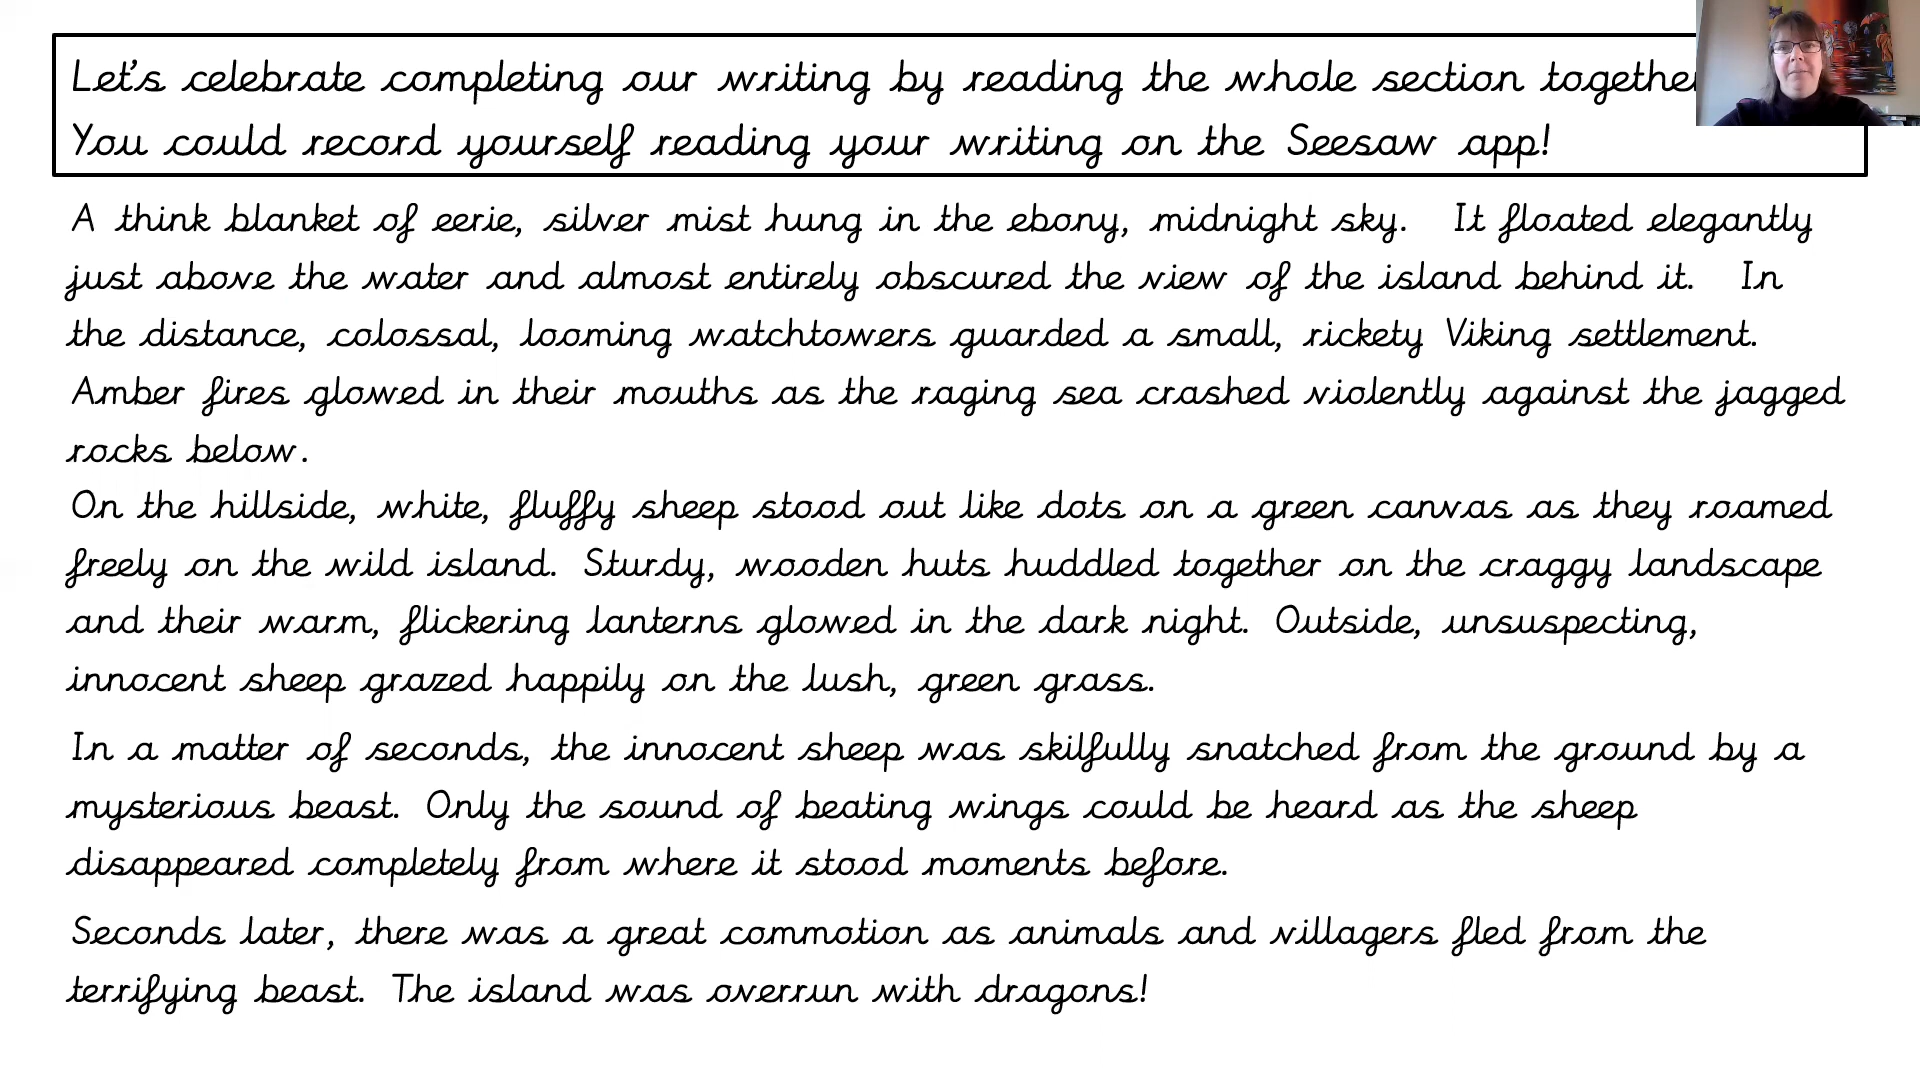 Let's celebrate completing our writing by reading the whole section together
You could record yourself reading your writing on the Seesaw app!
A think blanket of eerie, silver mist hung in the ebony, midnight sky. It floated elegantly
just above the water and almost entirely obscured the view of the island behind it. In
the distance, colossal, looming watchtowers guarded a small, rickety Viking settlement.
Amber fires glowed in their mouths as the raging sea crashed violently against the jagged
rocks below.
On the hillside, white, fluffy sheep stood out like dots on a green canvas as they roamed
freely on the wild island. Sturdy, wooden huts huddled together on the craggy landscape
and their warm, flickering lanterns glowed in the dark night. Outside, unsuspecting,
innocent sheep grazed happily on the lush, green grass.
In a matter of seconds, the innocent sheep was skilfully snatched from the ground by a
mysterious beast. Only the sound of beating wings could be heard as the sheep
disappeared completely from where it stood moments before.
Seconds later, there was a great commotion as animals and villagers fled from the
terrifying beast. The island was overrun with dragons!